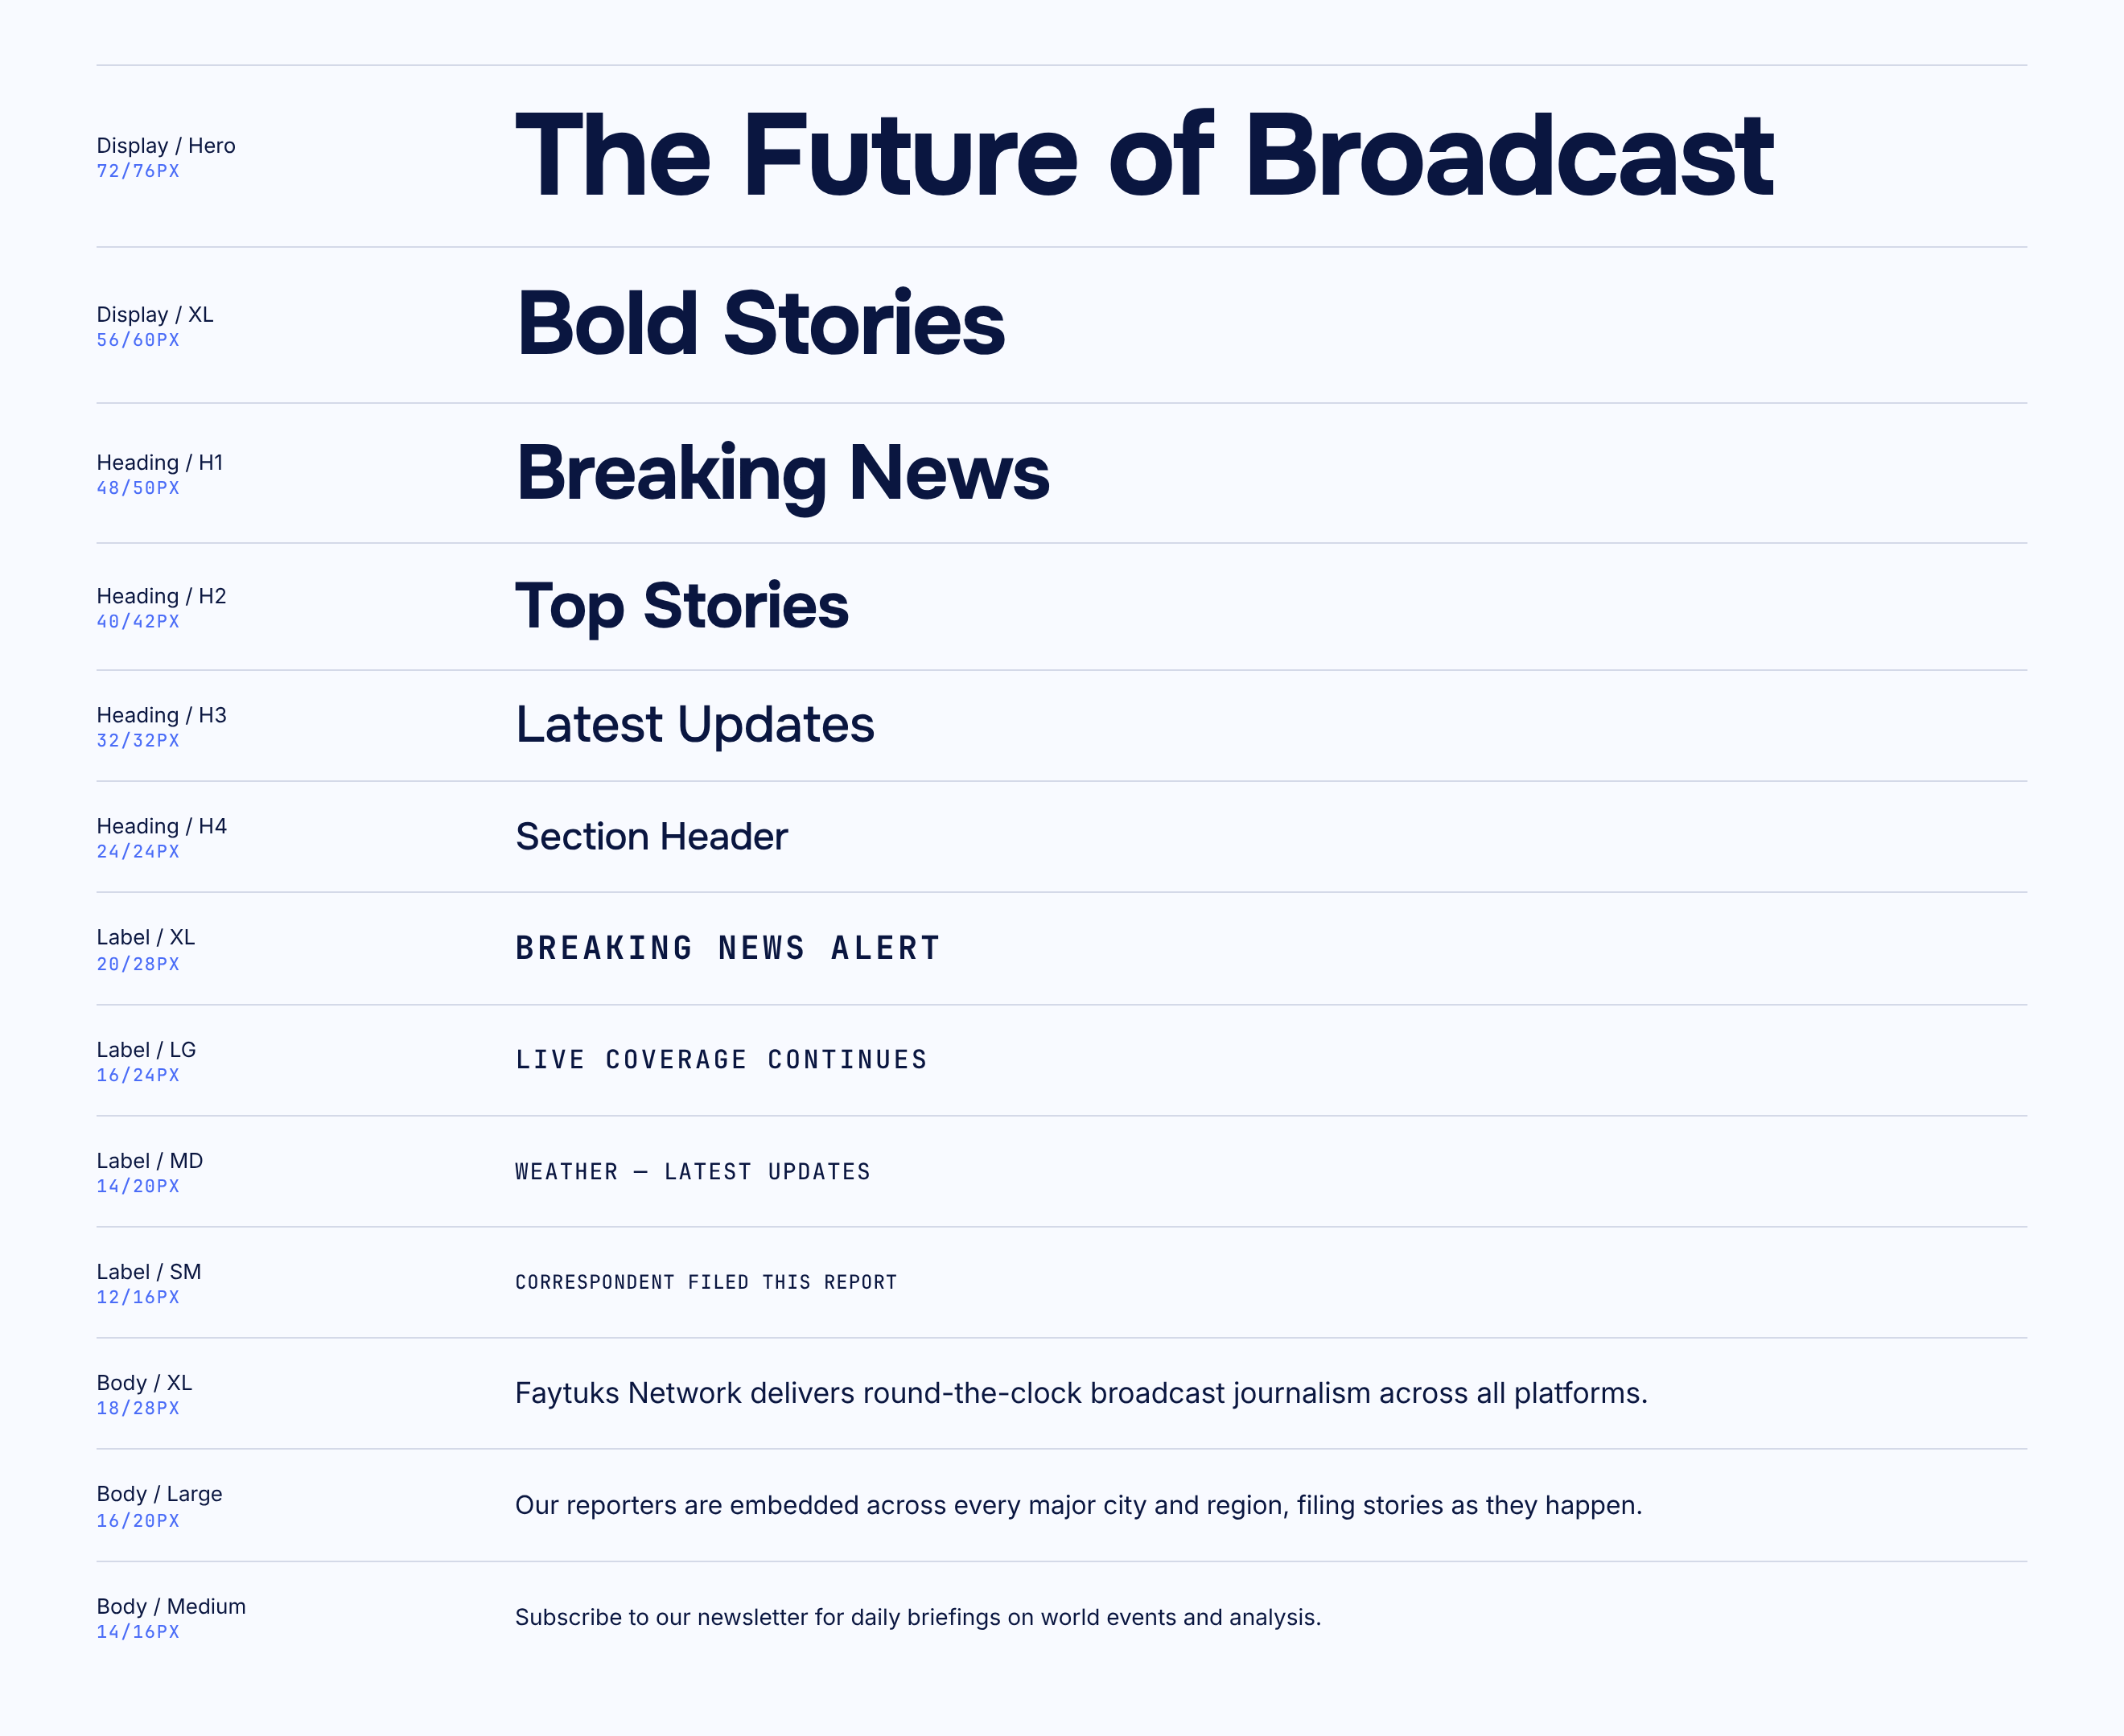 Display / Hero
72/76PX
The Future of Broadcast
Display / XL
56/60PX
Bold Stories
Heading / H1
48/50PX
Breaking News
Heading / H2
40/42PX
Top Stories
Heading / H3
32/32PX
Latest Updates
Heading / H4
24/24PX
Section Header
Label / XL
20/28PX
BREAKING NEWS ALERT
Label / LG
16/24PX
LIVE COVERAGE CONTINUES
Label / MD
14/20PX
WEATHER — LATEST UPDATES
Label / SM
12/16PX
CORRESPONDENT FILED THIS REPORT
Body / XL
18/28PX
Faytuks Network delivers round-the-clock broadcast journalism across all platforms.
Body / Large
16/20PX
Our reporters are embedded across every major city and region, filing stories as they happen.
Body / Medium
14/16PX
Subscribe to our newsletter for daily briefings on world events and analysis.